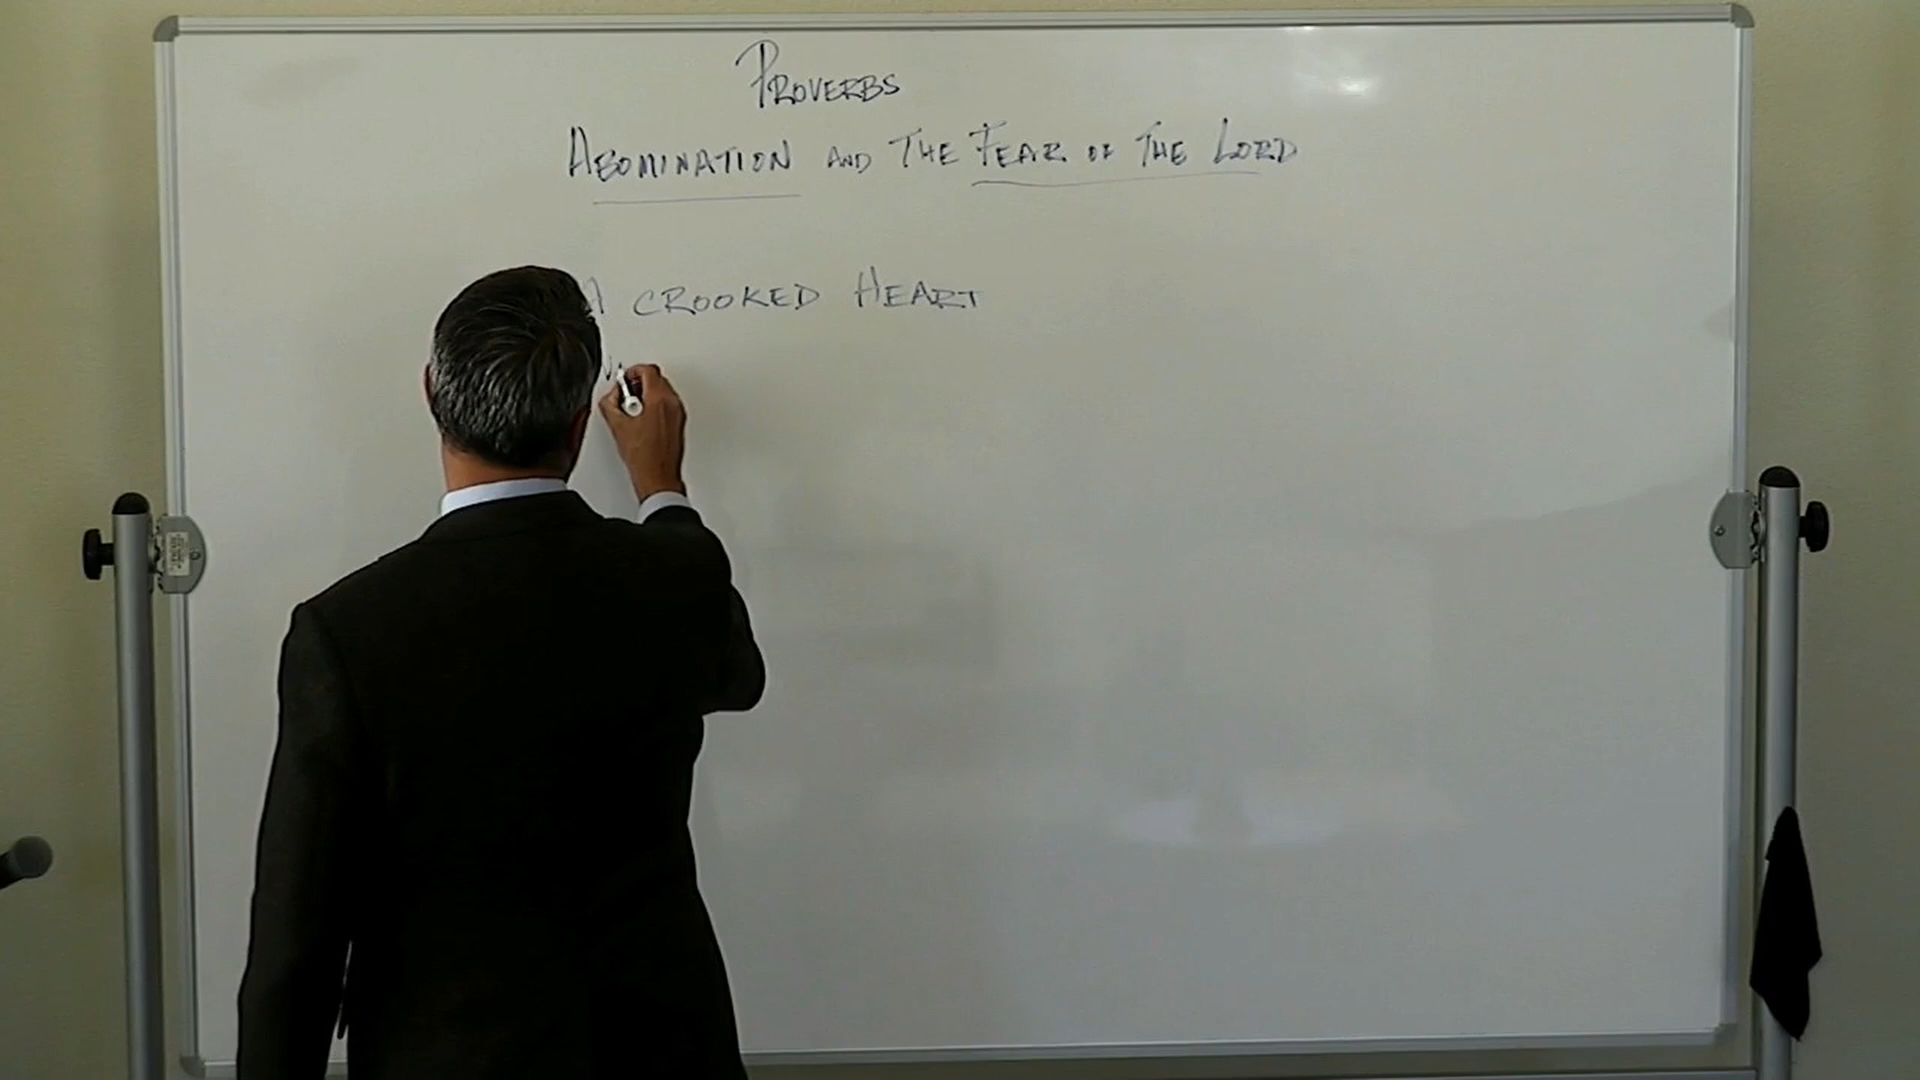 PROVERBS
ABOMINATION AND THE FEAR OF THE LORD
A CROOKED HEART